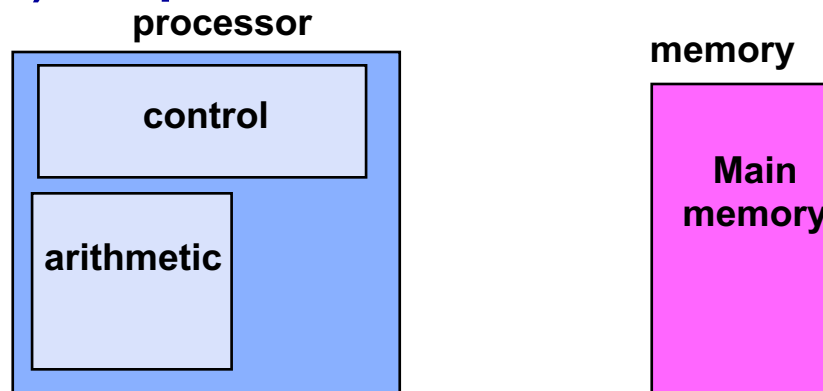 processor
memory
control
Main
memory
arithmetic